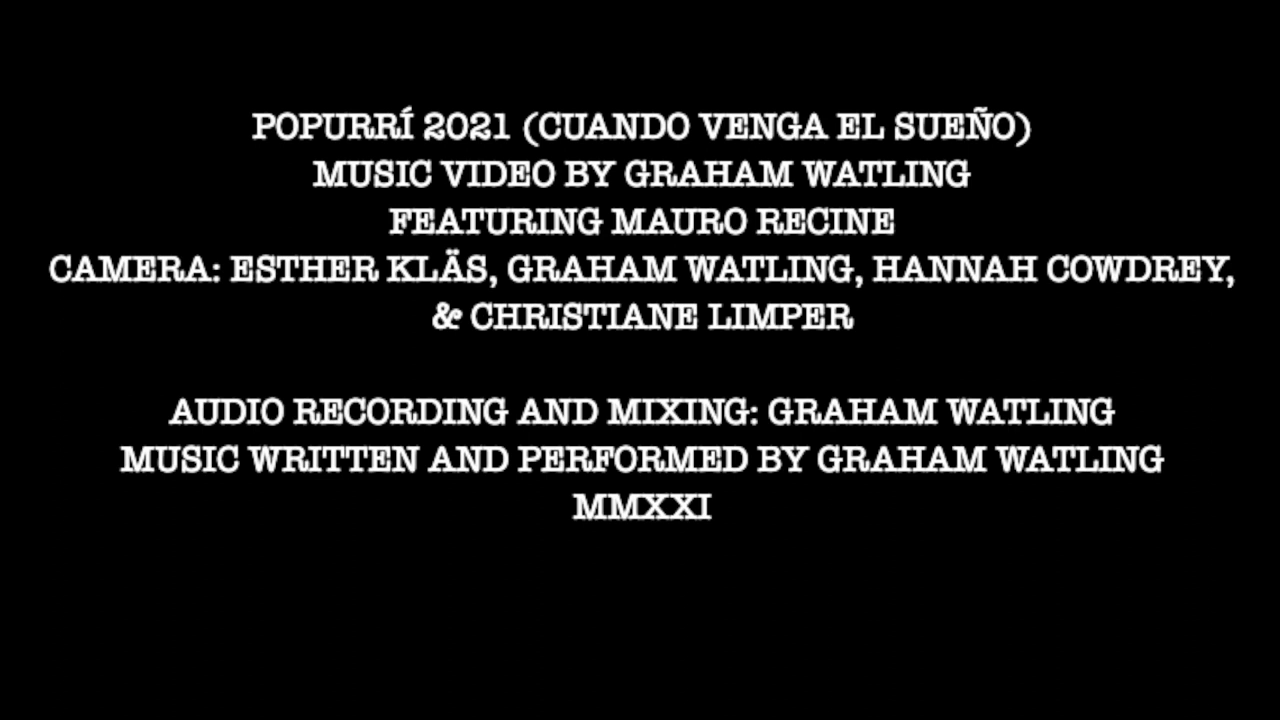 POPURRÍ 2021 (CUANDO VENGA EL SUEÑO)
MUSIC VIDEO BY GRAHAM WATLING
FEATURING MAURO RECINE
CAMERA: ESTHER KLÄS, GRAHAM WATLING, HANNAH COWDREY,
& CHRISTIANE LIMPER
AUDIO RECORDING AND MIXING: GRAHAM WATLING
MUSIC WRITTEN AND PERFORMED BY GRAHAM WATLING
MMXXI